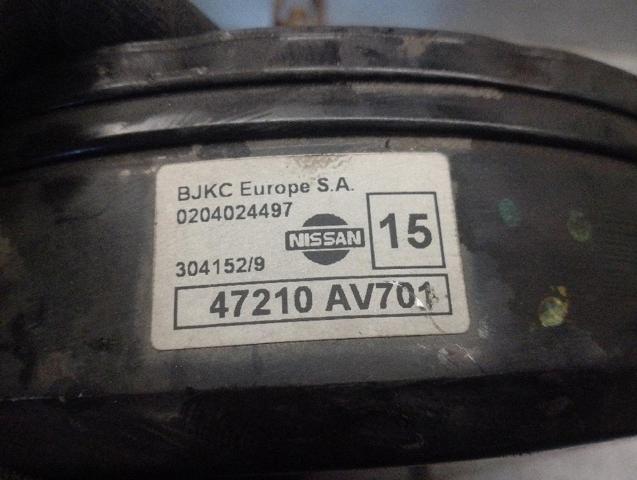 BJKC Europe S.A.
0204024497
NISSAN
15
304152/9
47210 AV701